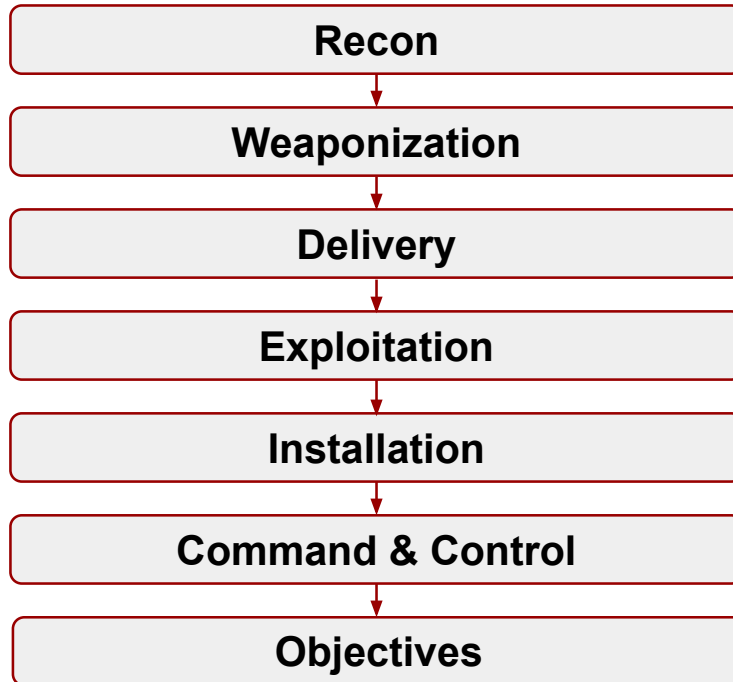 Recon
Weaponization
Delivery
Exploitation
Installation
Command & Control
Objectives